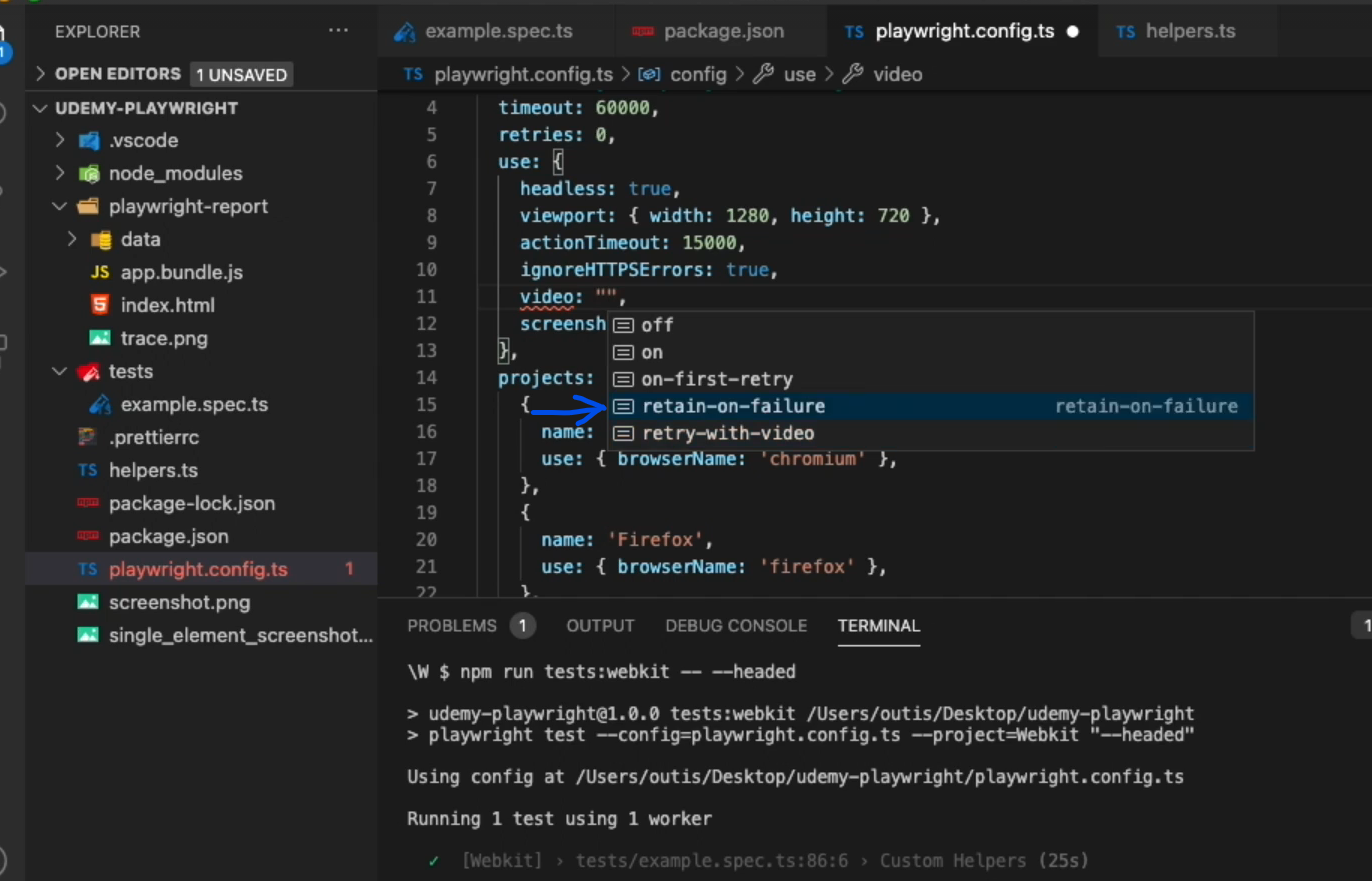 EXPLORER ...
OPEN EDITORS 1 UNSAVED
UDEMY-PLAYWRIGHT
.vscode
node_modules
playwright-report
data
JS app.bundle.js
index.html
trace.png
tests
example.spec.ts
.prettierrc
TS helpers.ts
package-lock.json
package.json
TS playwright.config.ts 1
screenshot.png
single_element_screenshot...
1
example.spec.ts package.json TS playwright.config.ts TS helpers.ts
TS playwright.config.ts > config > use > video
4 timeout: 60000,
5 retries: 0,
6 use: {
7 headless: true,
8 viewport: { width: 1280, height: 720 },
9 actionTimeout: 15000,
10 ignoreHTTPSErrors: true,
11 video: "",
12 screensh
13 },
14 projects:
15 {
16 name:
17 use: { browserName: 'chromium' },
18 },
19 {
20 name: 'Firefox',
21 use: { browserName: 'firefox' },
22 },
off
on
on-first-retry
retain-on-failure retain-on-failure
retry-with-video
PROBLEMS 1 OUTPUT DEBUG CONSOLE TERMINAL 1
\W $ npm run tests:webkit -- --headed
> udemy-playwright@1.0.0 tests:webkit /Users/outis/Desktop/udemy-playwright
> playwright test --config=playwright.config.ts --project=Webkit "--headed"
Using config at /Users/outis/Desktop/udemy-playwright/playwright.config.ts
Running 1 test using 1 worker
✓ [Webkit] › tests/example.spec.ts:86:6 › Custom Helpers (25s)